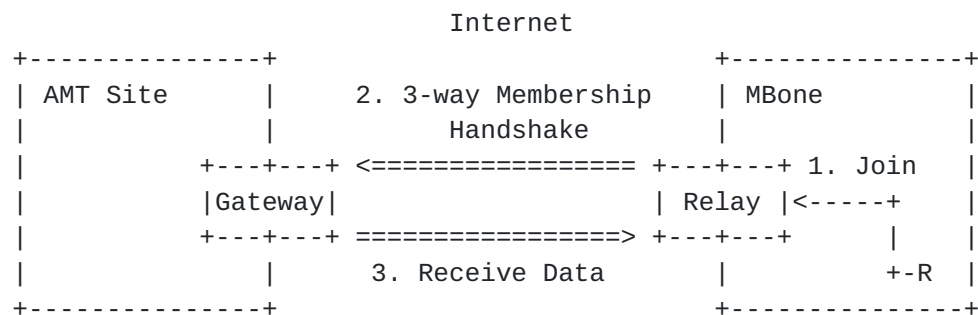 Internet
+---------------+                             +---------------+
| AMT Site      |     2. 3-way Membership     | MBone         |
|               |           Handshake         |               |
|           +---+---+ <================= +---+---+ 1. Join   |
|           |Gateway|                    | Relay |<-----+    |
|           +---+---+ =================> +---+---+      |    |
|               |      3. Receive Data        |          +-R  |
+---------------+                             +---------------+